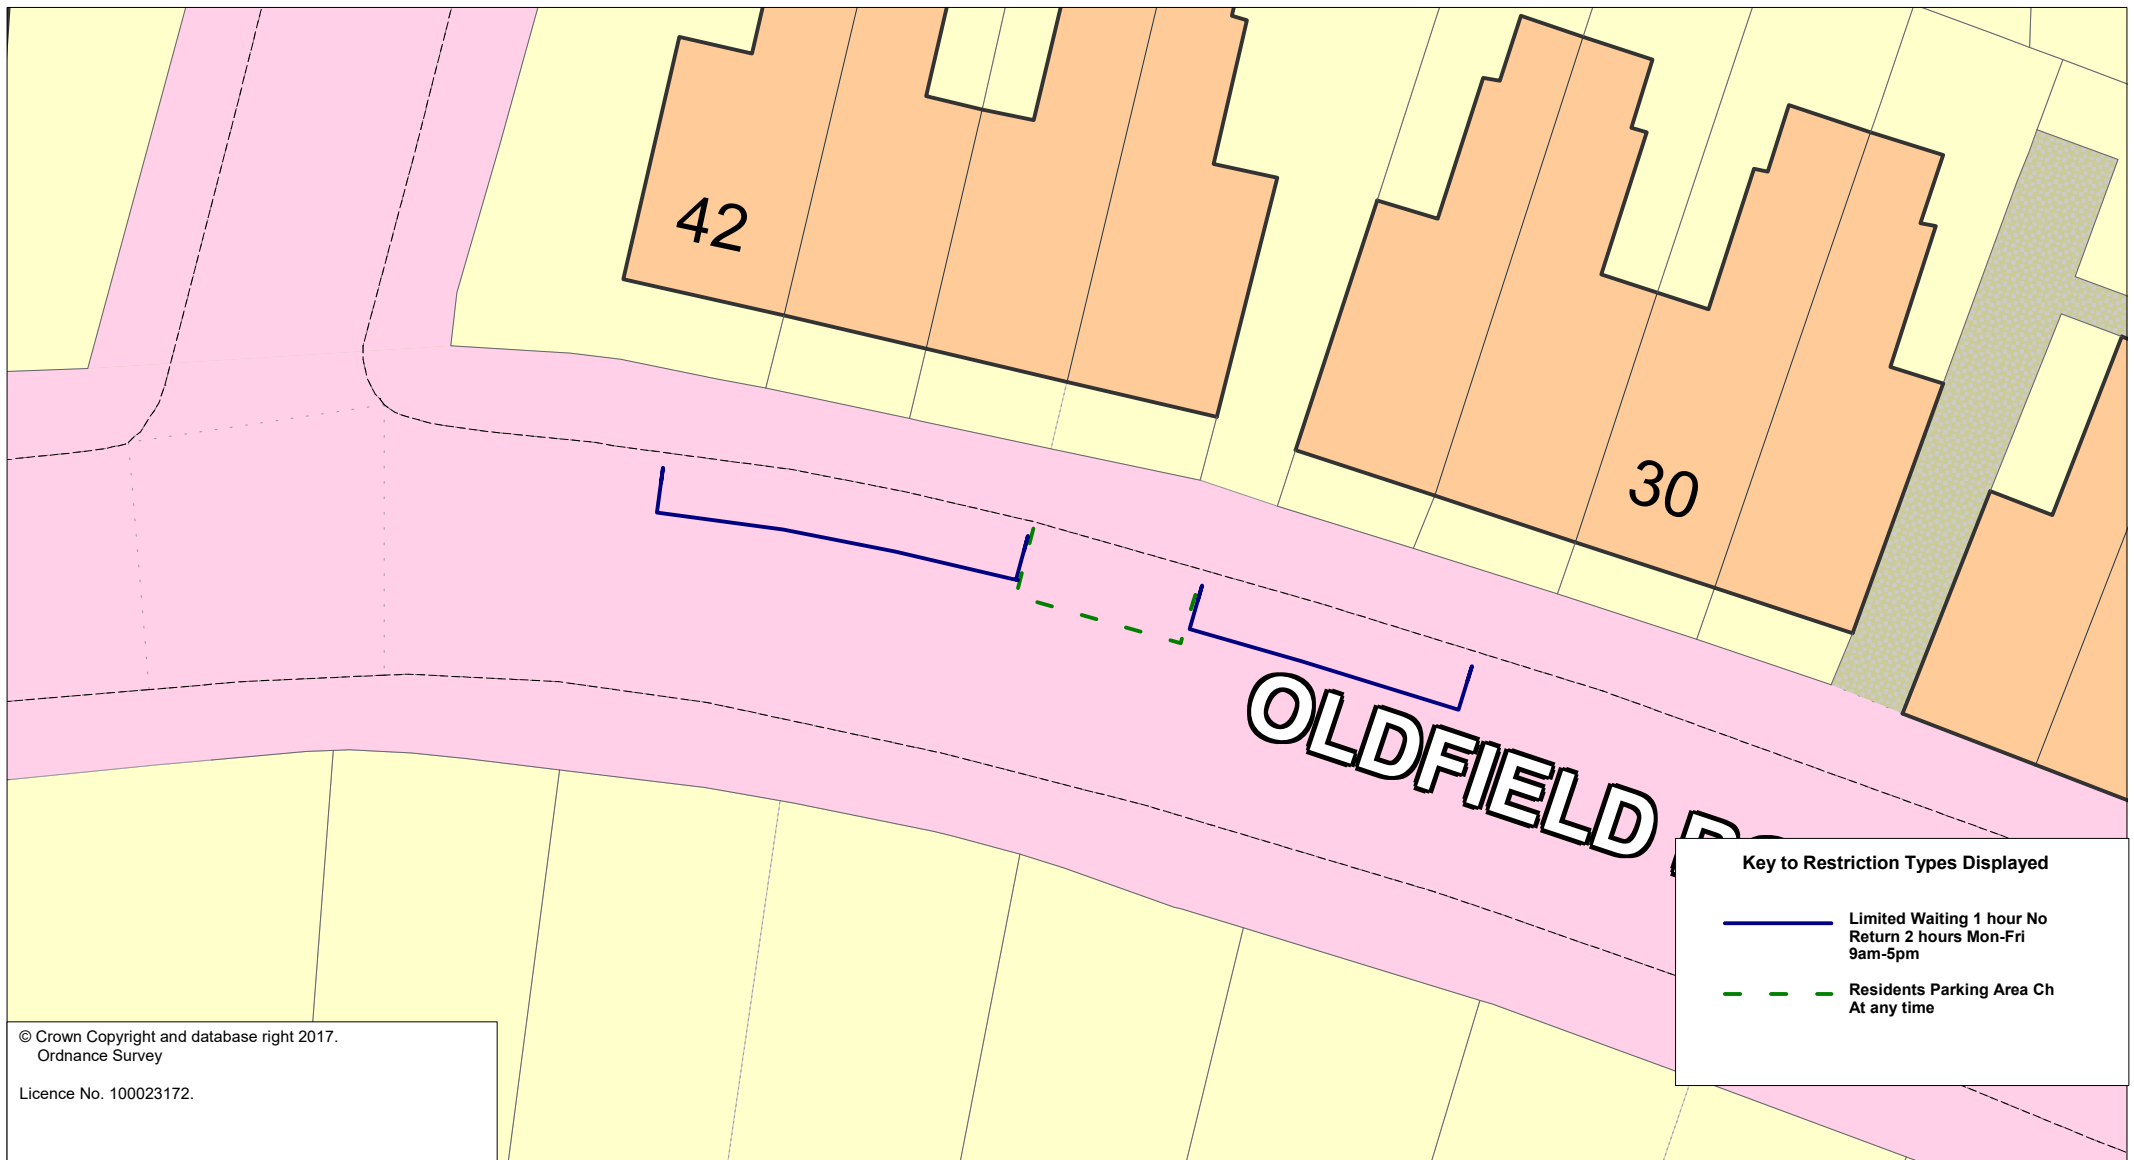 42
30
OLDFIELD
Key to Restriction Types Displayed
Limited Waiting 1 hour No
Return 2 hours Mon-Fri
9am-5pm
Residents Parking Area Ch
At any time
© Crown Copyright and database right 2017.
Ordnance Survey
Licence No. 100023172.